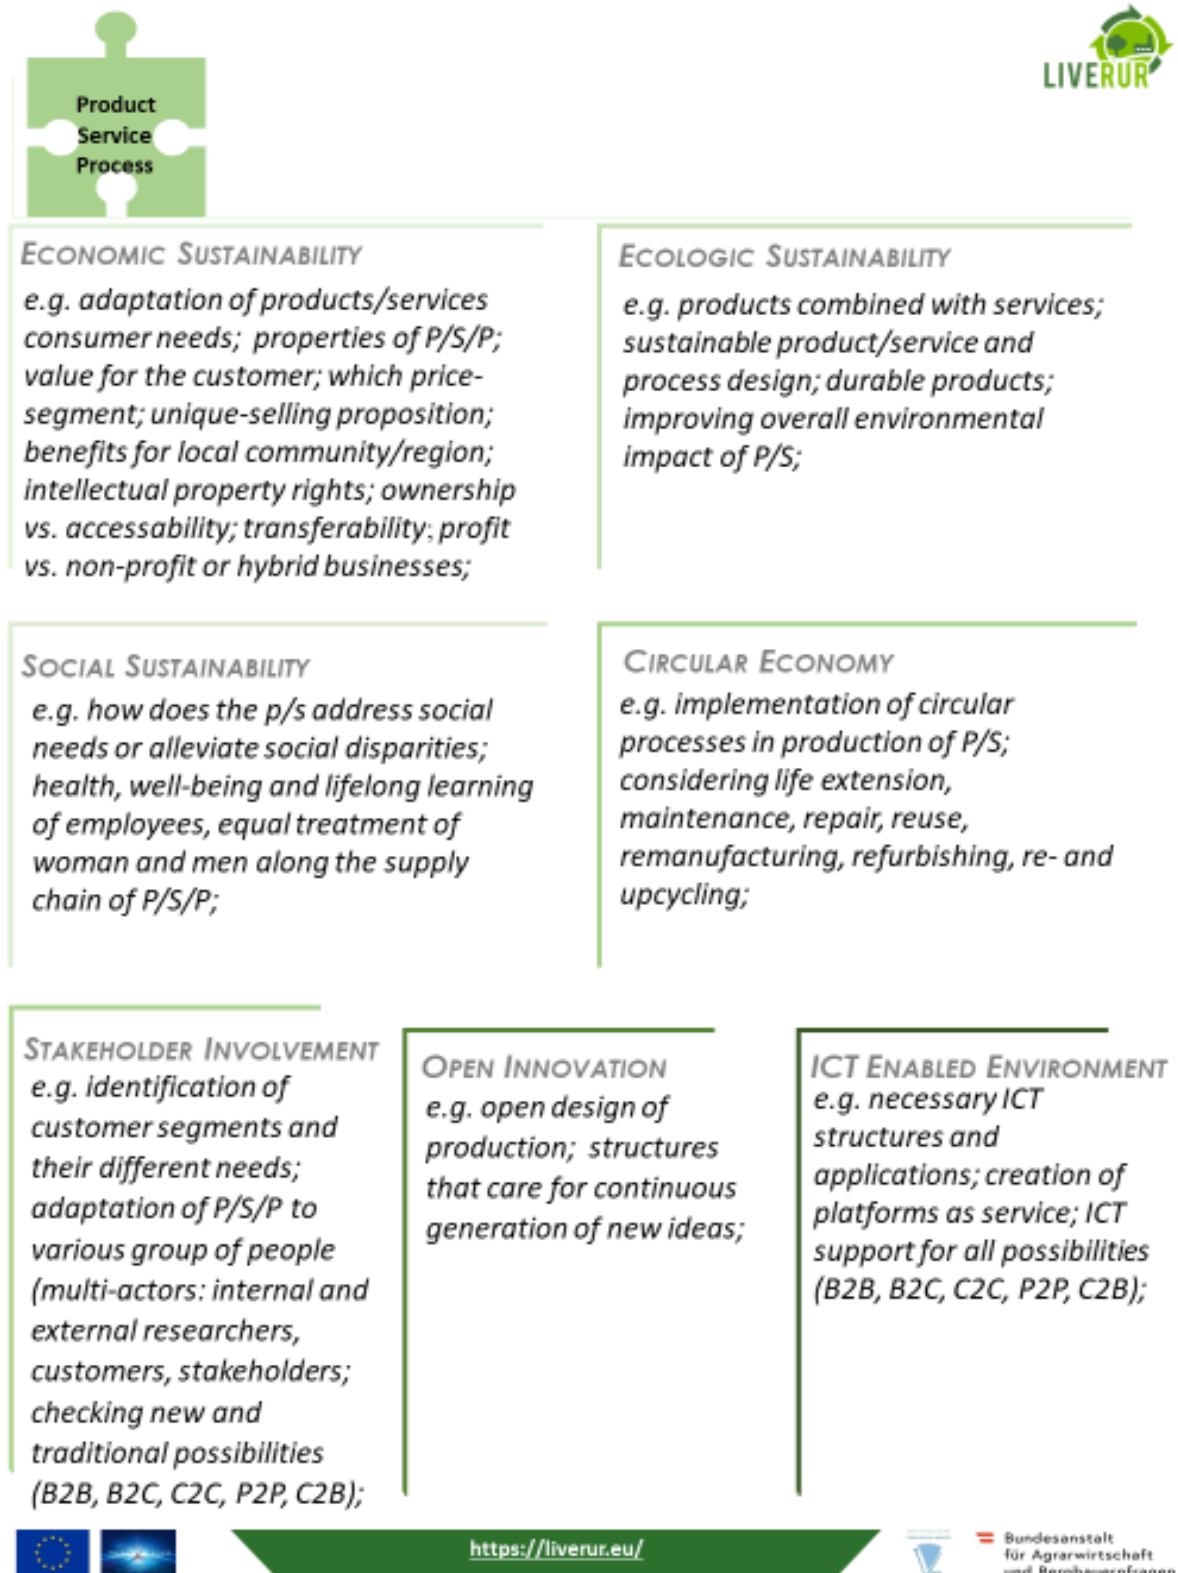 LIVERUR
Product
Service
Process
ECONOMIC SUSTAINABILITY
e.g. adaptation of products/services
consumer needs;  properties of P/S/P;
value for the customer; which price-
segment; unique-selling proposition;
benefits for local community/region;
intellectual property rights; ownership
vs. accessability; transferability; profit
vs. non-profit or hybrid businesses;
ECOLOGIC SUSTAINABILITY
e.g. products combined with services;
sustainable product/service and
process design; durable products;
improving overall environmental
impact of P/S;
SOCIAL SUSTAINABILITY
e.g. how does the p/s address social
needs or alleviate social disparities;
health, well-being and lifelong learning
of employees, equal treatment of
woman and men along the supply
chain of P/S/P;
CIRCULAR ECONOMY
e.g. implementation of circular
processes in production of P/S;
considering life extension,
maintenance, repair, reuse,
remanufacturing, refurbishing, re- and
upcycling;
STAKEHOLDER INVOLVEMENT
e.g. identification of
customer segments and
their different needs;
adaptation of P/S/P to
various group of people
(multi-actors: internal and
external researchers,
customers, stakeholders;
checking new and
traditional possibilities
(B2B, B2C, C2C, P2P, C2B);
OPEN INNOVATION
e.g. open design of
production;  structures
that care for continuous
generation of new ideas;
ICT ENABLED ENVIRONMENT
e.g. necessary ICT
structures and
applications; creation of
platforms as service; ICT
support for all possibilities
(B2B, B2C, C2C, P2P, C2B);
https://liverur.eu/
Bundesanstalt
für Agrarwirtschaft
und Bergbauernfragen